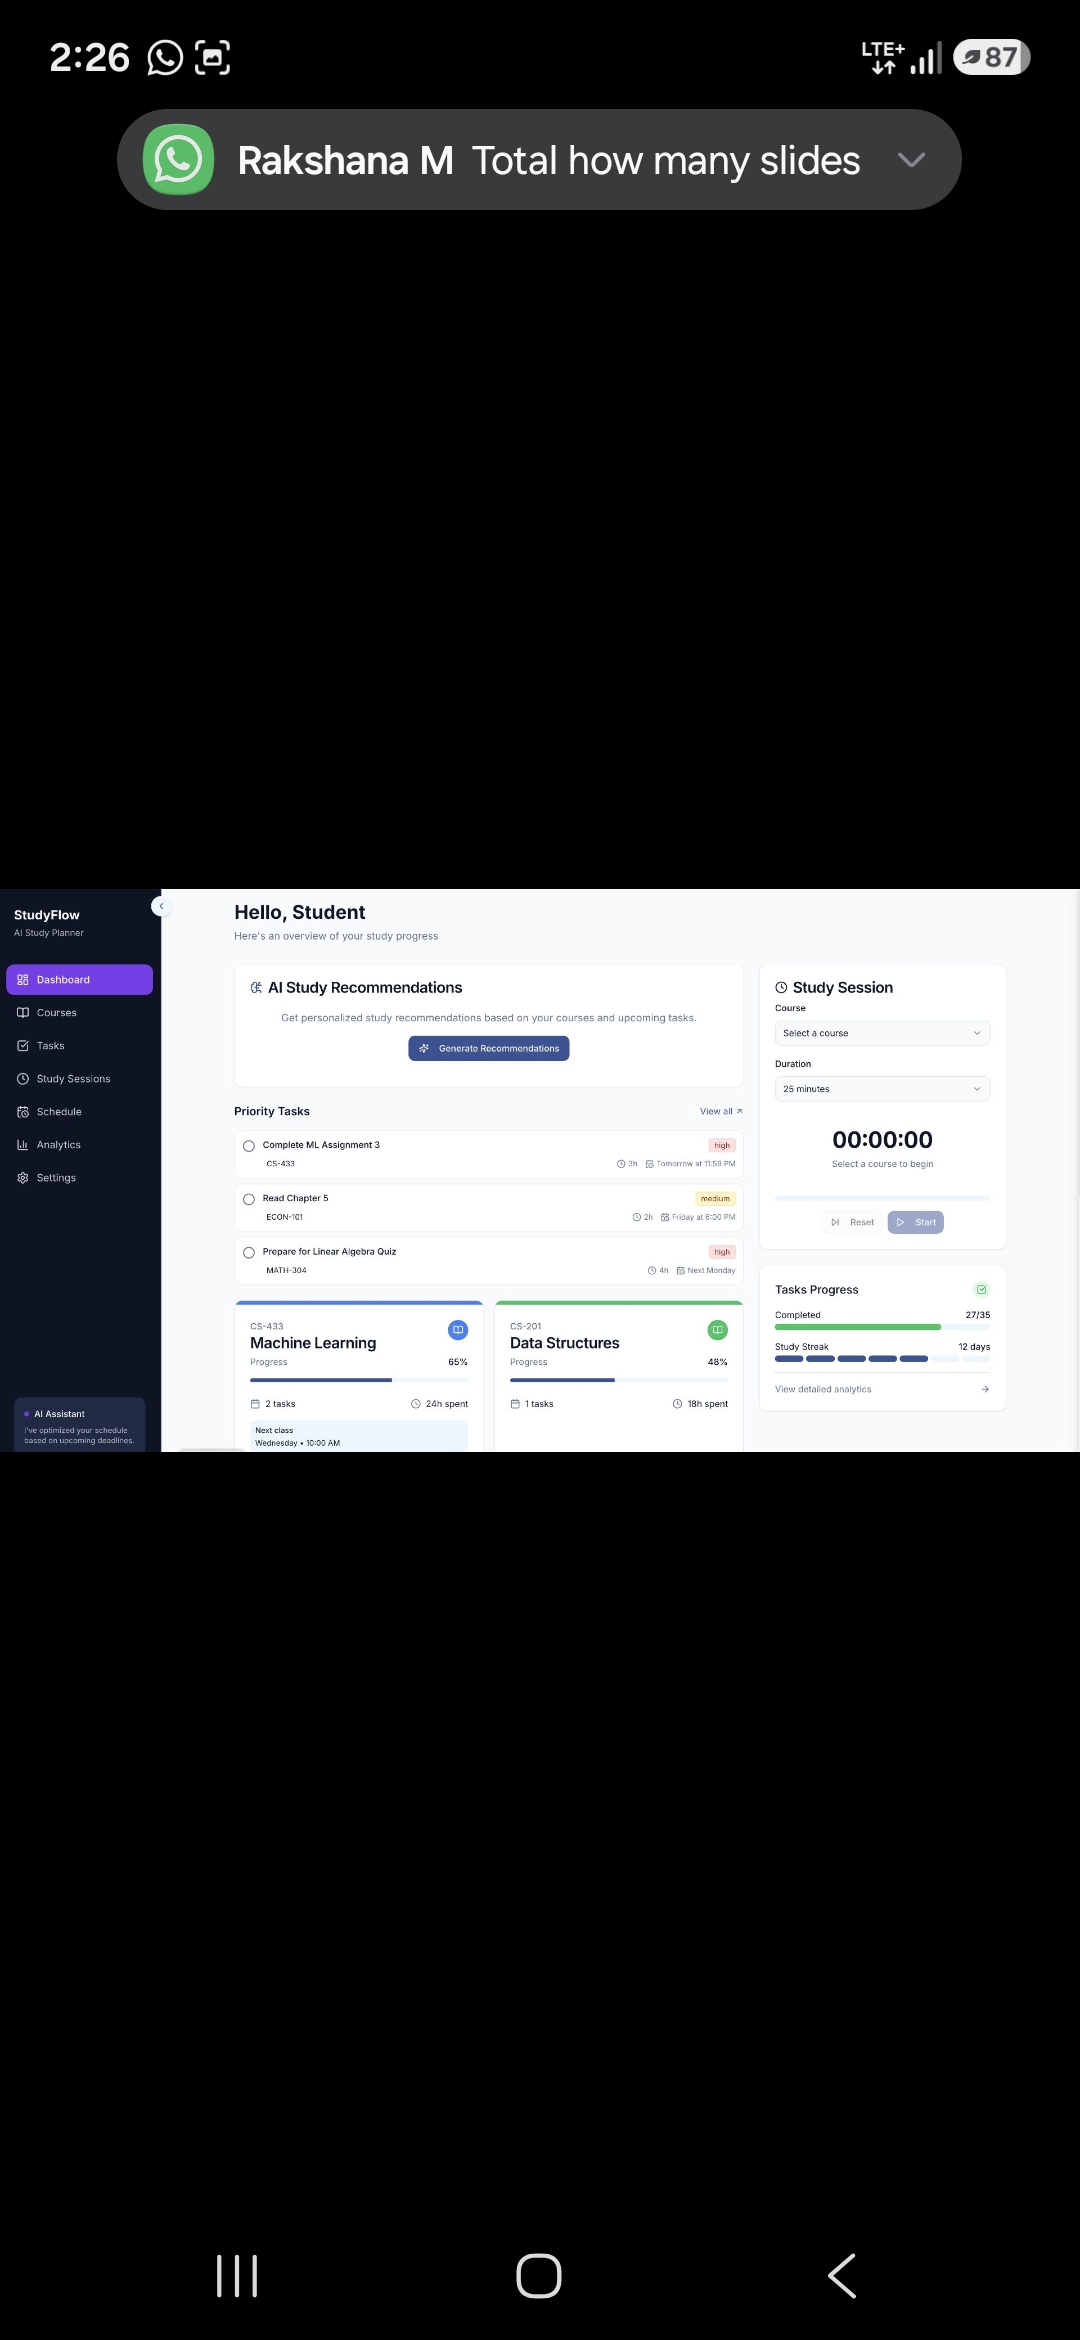 2:26
LTE+
87
Rakshana M Total how many slides
StudyFlow
AI Study Planner
Dashboard
Courses
Tasks
Study Sessions
Schedule
Analytics
Settings
AI Assistant
I've optimized your schedule
based on upcoming deadlines.
Hello, Student
Here's an overview of your study progress
AI Study Recommendations
Get personalized study recommendations based on your courses and upcoming tasks.
Generate Recommendations
Priority Tasks
View all
Complete ML Assignment 3
high
CS-433
3h
Tomorrow at 11:59 PM
Read Chapter 5
medium
ECON-101
2h
Friday at 6:00 PM
Prepare for Linear Algebra Quiz
high
MATH-304
4h
Next Monday
CS-433
Machine Learning
Progress
65%
2 tasks
24h spent
Next class
Wednesday • 10:00 AM
CS-201
Data Structures
Progress
48%
1 tasks
18h spent
Study Session
Course
Select a course
Duration
25 minutes
00:00:00
Select a course to begin
Reset
Start
Tasks Progress
Completed
27/35
Study Streak
12 days
View detailed analytics